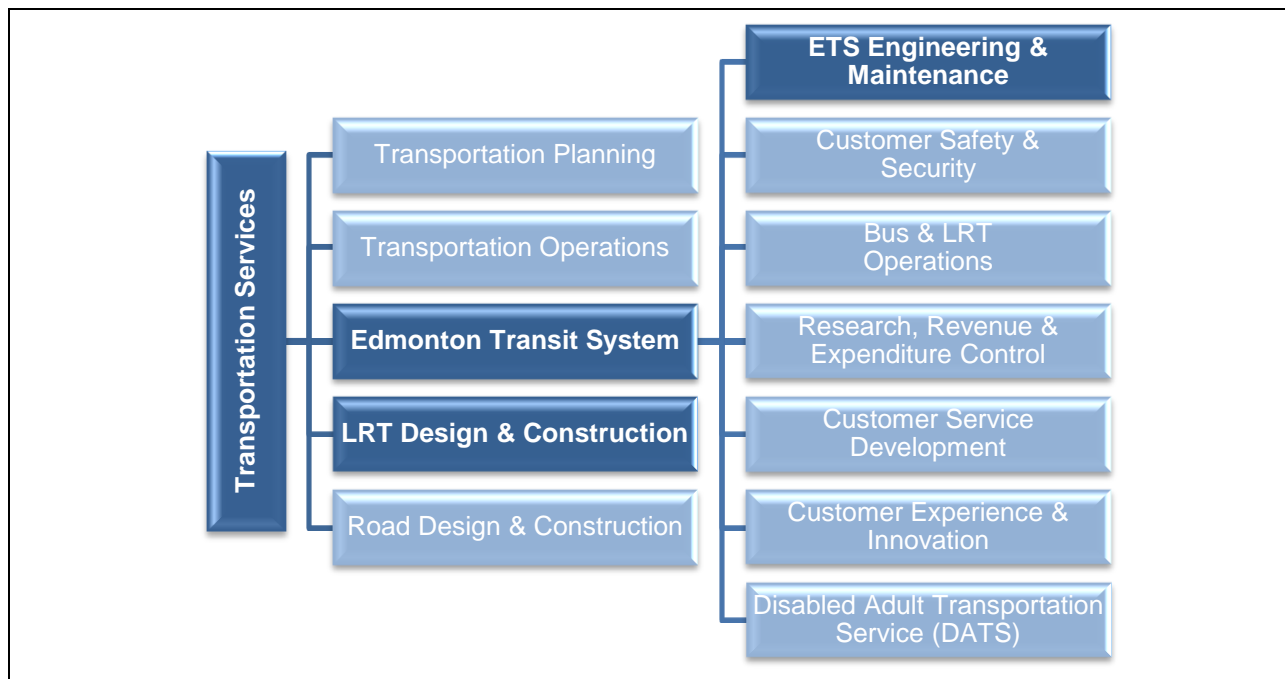 Transportation Services
Transportation Planning
Transportation Operations
Edmonton Transit System
LRT Design & Construction
Road Design & Construction
ETS Engineering &
Maintenance
Customer Safety &
Security
Bus & LRT
Operations
Research, Revenue &
Expenditure Control
Customer Service
Development
Customer Experience &
Innovation
Disabled Adult Transportation
Service (DATS)